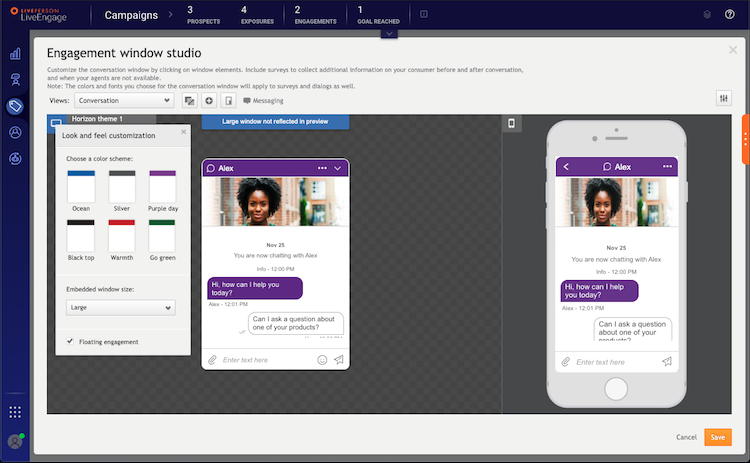 LIVEPERSON
LiveEngage
Campaigns
3
PROSPECTS
4
EXPOSURES
2
ENGAGEMENTS
1
GOAL REACHED
Engagement window studio
Customize the conversation window by clicking on window elements. Include surveys to collect additional information on your consumer before and after conversation,
and when your agents are not available.
Note: The colors and fonts you choose for the conversation window will apply to surveys and dialogs as well.
Views:
Conversation
Messaging
Horizon theme 1
Large window not reflected in preview
Look and feel customization
Choose a color scheme:
Ocean
Silver
Purple day
Black top
Warmth
Go green
Embedded window size:
Large
Floating engagement
Alex
Nov 25
You are now chatting with Alex
Info - 12:00 PM
Hi, how can I help you
today?
Alex - 12:01 PM
Can I ask a question about
one of your products?
Enter text here
Alex
Nov 25
You are now chatting with Alex
Info - 12:00 PM
Hi, how can I help
you today?
Alex - 12:01 PM
Can I ask a question
about one of your
products?
Enter text here
Cancel
Save